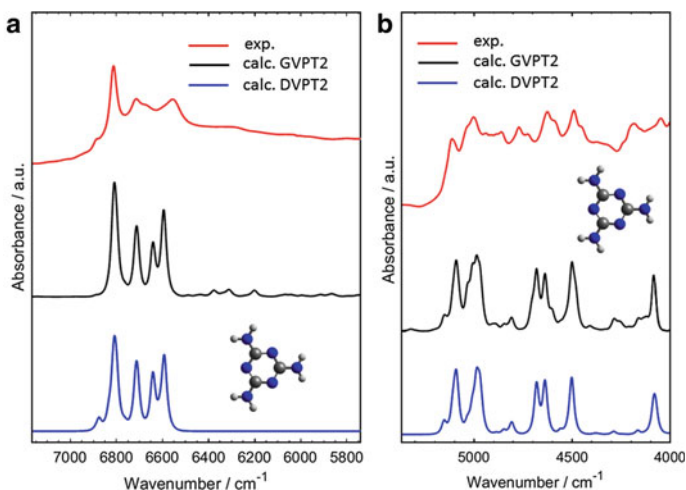 a
exp.
calc. GVPT2
calc. DVPT2
Absorbance / a.u.
7000 6800 6600 6400 6200 6000 5800
Wavenumber / cm-1
b
exp.
calc. GVPT2
calc. DVPT2
Absorbance / a.u.
5000 4500 4000
Wavenumber / cm-1